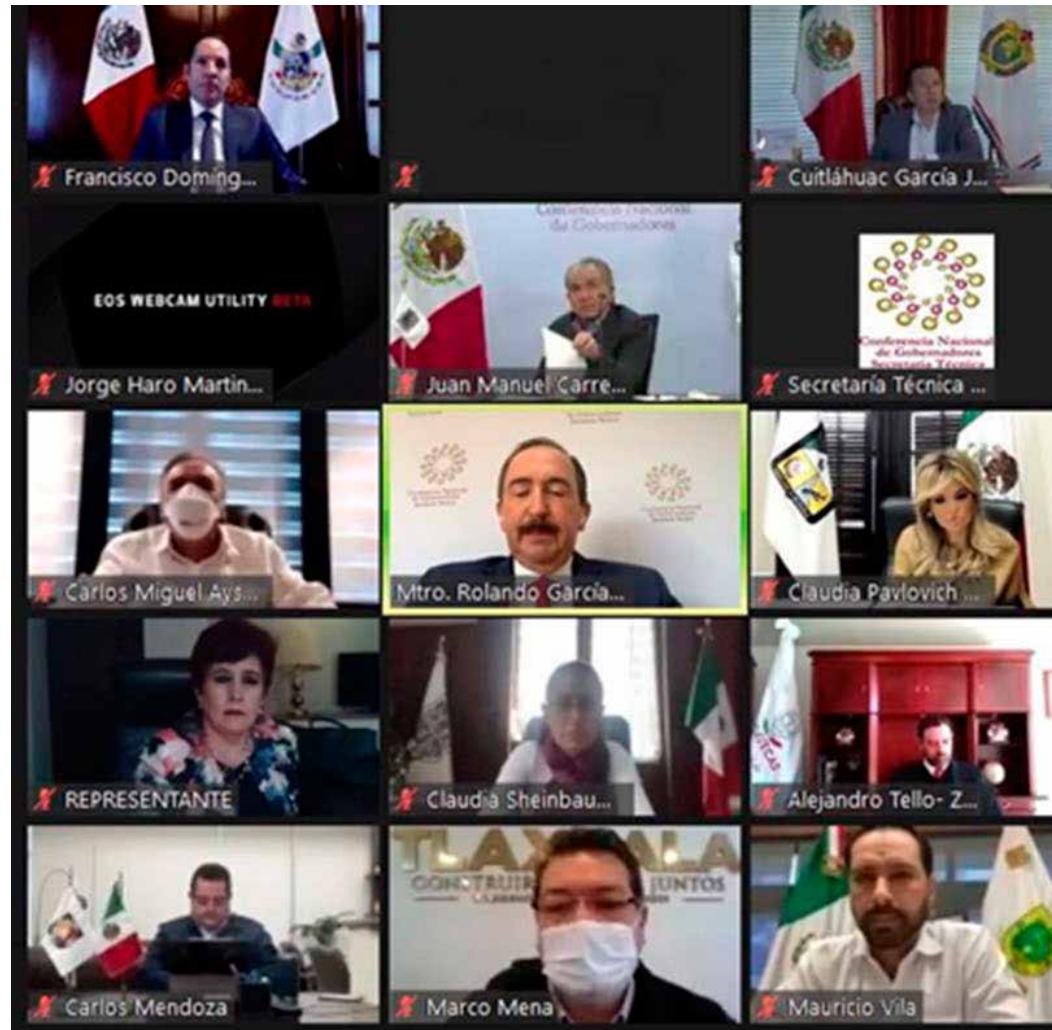 Francisco Doming...
Cuitláhuac García J...
EOS WEBCAM UTILITY BETA
Jorge Haro Martin...
Conferencia Nacional
de Gobernadores
Juan Manuel Carre...
Conferencia Nacional
de Gobernadores
Secretaría Técnica
Secretaría Técnica ...
Carlos Miguel Ays...
Mtro. Rolando García...
Claudia Pavlovich ...
REPRESENTANTE
Claudia Sheinbau...
Alejandro Tello- Z...
Carlos Mendoza
TLAXCALA
CONSTRUIR JUNTOS
Marco Mena
Mauricio Vila